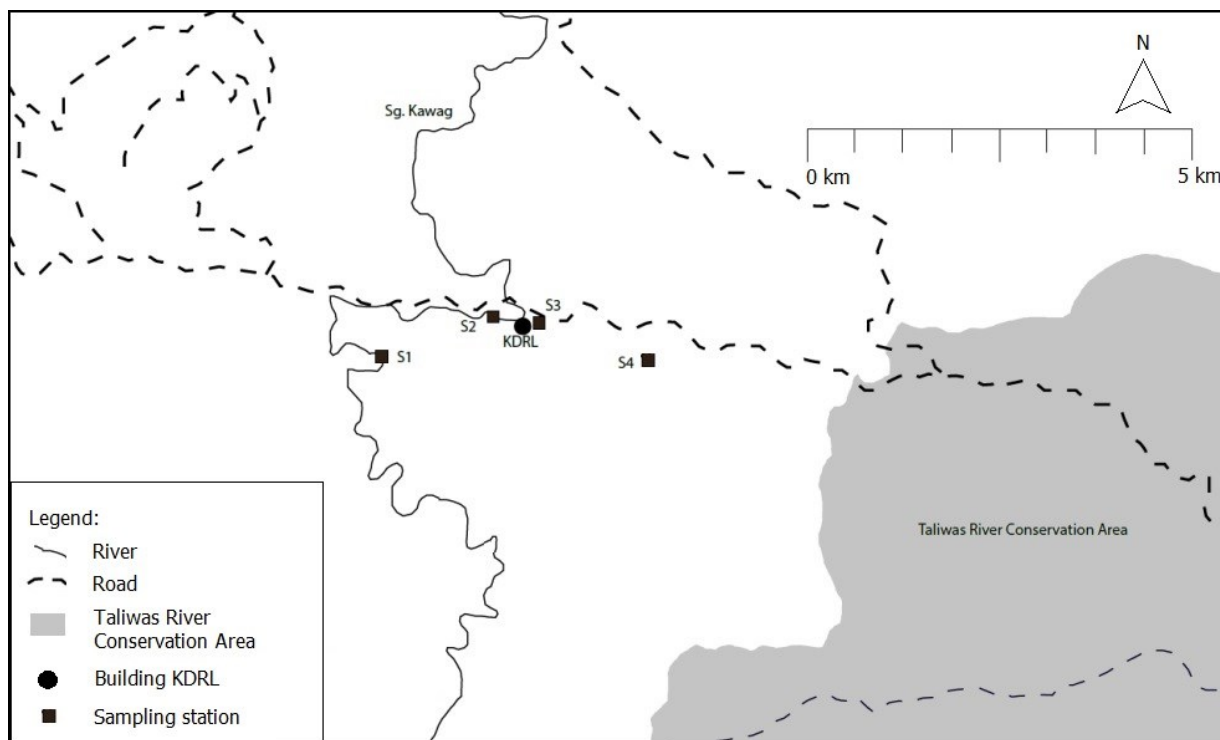 N
Sg. Kawag
0 km
5 km
S3
S2
KDRL
S1
S4
Taliwas River Conservation Area
Legend:
River
Road
Taliwas River
Conservation Area
Building KDRL
Sampling station